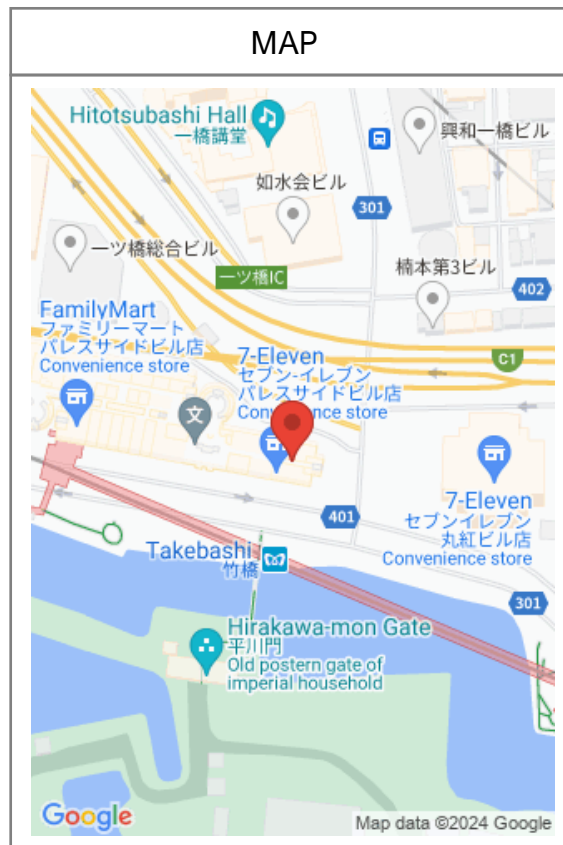 MAP
Hitotsubashi Hall
一橋講堂
興和一橋ビル
如水会ビル
301
一ツ橋総合ビル
一ツ橋IC
楠本第3ビル
402
FamilyMart
ファミリーマート
パレスサイドビル店
Convenience store
7-Eleven
セブン-イレブン
パレスサイドビル店
C1
文
401
7-Eleven
セブンイレブン
丸紅ビル店
Convenience store
Takebashi
竹橋
301
Hirakawa-mon Gate
平川門
Old postern gate of
imperial household
Google
Map data ©2024 Google